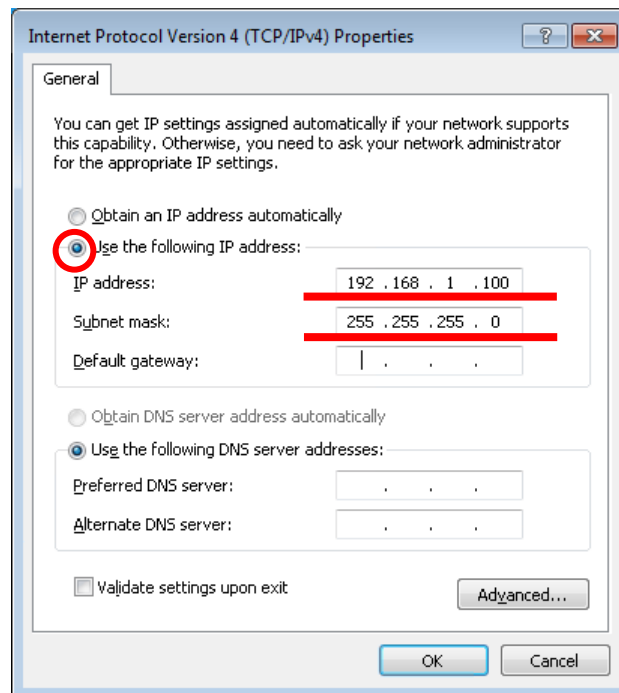 Internet Protocol Version 4 (TCP/IPv4) Properties
?
General
You can get IP settings assigned automatically if your network supports
this capability. Otherwise, you need to ask your network administrator
for the appropriate IP settings.
Obtain an IP address automatically
Use the following IP address:
IP address: 192 . 168 . 1 . 100
Subnet mask: 255 . 255 . 255 . 0
Default gateway: . . .
Obtain DNS server address automatically
Use the following DNS server addresses:
Preferred DNS server: . . .
Alternate DNS server: . . .
Validate settings upon exit
Advanced...
OK Cancel